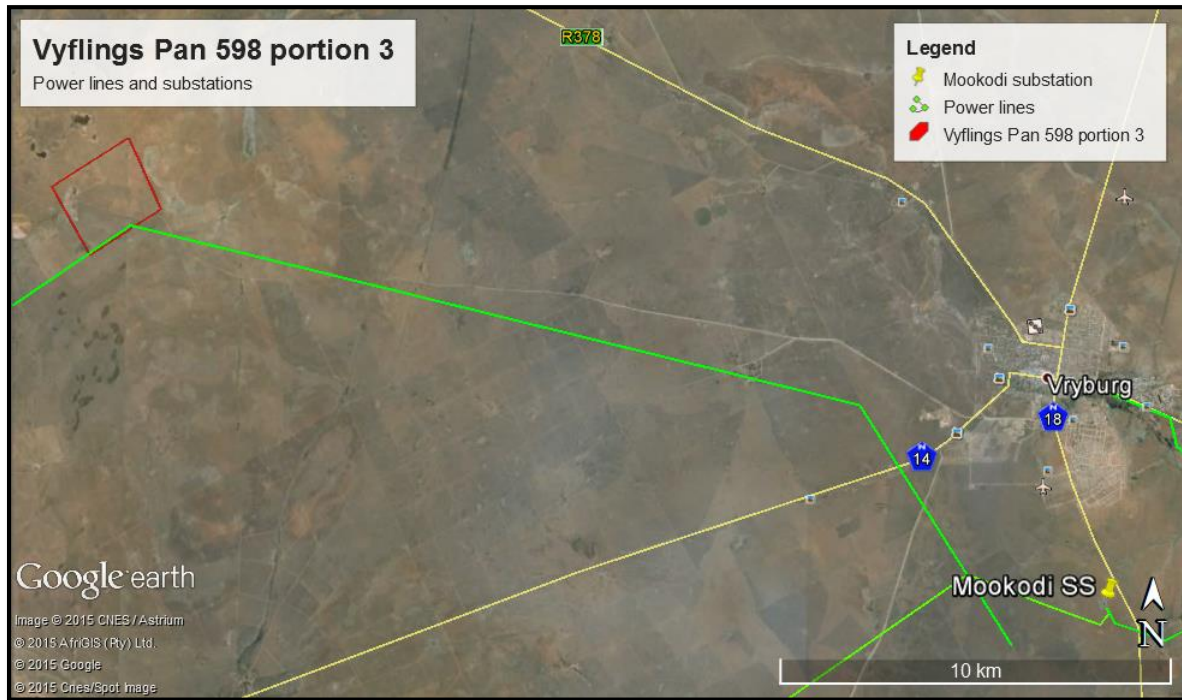 Vyflings Pan 598 portion 3
Power lines and substations
R378
Legend
Mookodi substation
Power lines
Vyflings Pan 598 portion 3
Vryburg
N
18
N
14
Mookodi SS
N
10 km
Google earth
Image © 2015 CNES / Astrium
© 2015 AfriGIS (Pty) Ltd.
© 2015 Google
© 2015 Cnes/Spot Image